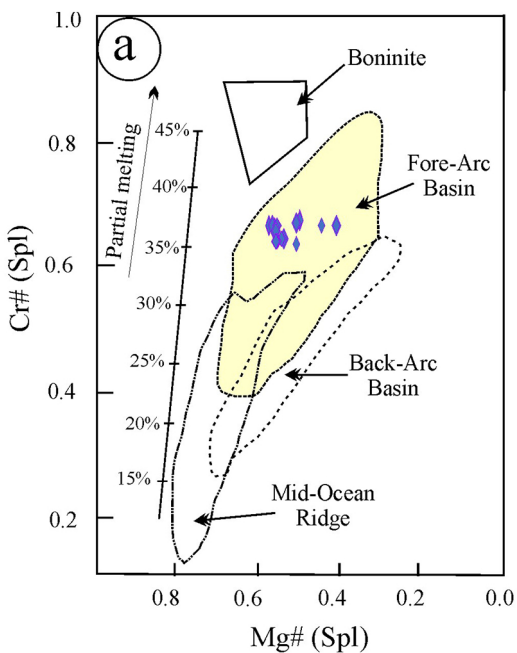 1.0
a
Boninite
Partial melting
45%
0.8
40%
Fore-Arc
Basin
35%
0.6
Cr# (Spl)
30%
25%
Back-Arc
Basin
0.4
20%
15%
Mid-Ocean
Ridge
0.2
0.8 0.6 0.4 0.2 0.0
Mg# (Spl)